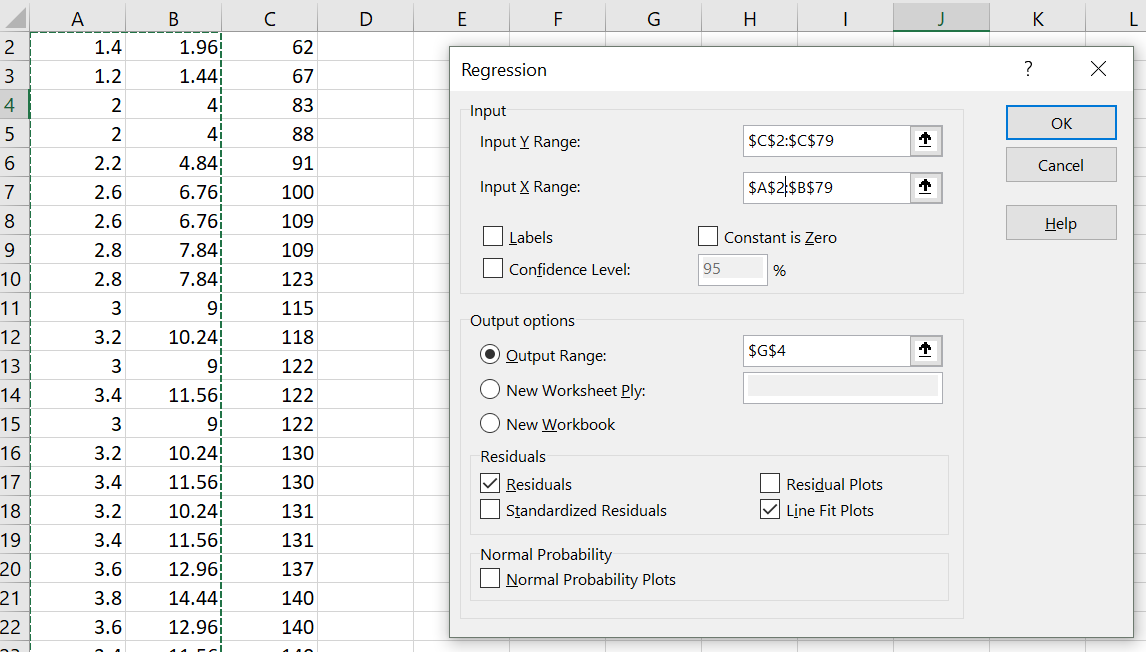 A B C D E F G H I J K L
2 1.4 1.96 62
3 1.2 1.44 67
4 2 4 83
5 2 4 88
6 2.2 4.84 91
7 2.6 6.76 100
8 2.6 6.76 109
9 2.8 7.84 109
10 2.8 7.84 123
11 3 9 115
12 3.2 10.24 118
13 3 9 122
14 3.4 11.56 122
15 3 9 122
16 3.2 10.24 130
17 3.4 11.56 130
18 3.2 10.24 131
19 3.4 11.56 131
20 3.6 12.96 137
21 3.8 14.44 140
22 3.6 12.96 140
Regression ? ×
Input
Input Y Range: $C$2:$C$79
Input X Range: $A$2:$B$79
Labels Constant is Zero
Confidence Level: 95 %
Output options
Output Range: $G$4
New Worksheet Ply:
New Workbook
Residuals
Residuals Residual Plots
Standardized Residuals Line Fit Plots
Normal Probability
Normal Probability Plots
OK
Cancel
Help